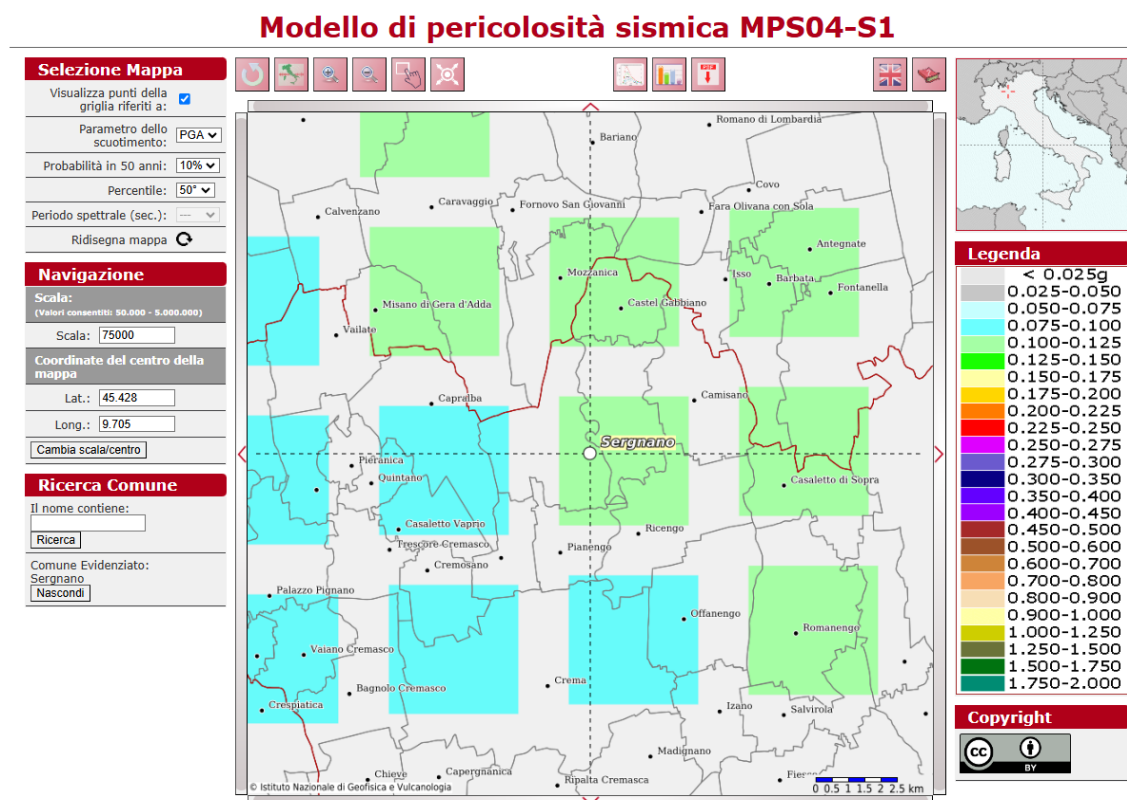 Modello di pericolosità sismica MPS04-S1
Selezione Mappa
Visualizza punti della
griglia riferiti a:
Parametro dello
scuotimento:
PGA
Probabilità in 50 anni:
10%
Percentile:
50°
Periodo spettrale (sec.):
---
Ridisegna mappa
Navigazione
Scala:
(Valori consentiti: 50.000 - 5.000.000)
Scala:
75000
Coordinate del centro della
mappa
Lat.:
45.428
Long.:
9.705
Cambia scala/centro
Ricerca Comune
Il nome contiene:
Ricerca
Comune Evidenziato:
Sergnano
Nascondi
Romano di Lombardia
Bariano
Covo
Caravaggio
Fornovo San Giovanni
Calvenzano
Fara Olivana con Sola
Antegnate
Mozzanica
Isso
Barbata
Fontanella
Misano di Gera d'Adda
Castel Gabbiano
Vailate
Capralba
Camisano
Sergnano
Pieranica
Quintano
Casaletto di Sopra
Casaletto Vaprio
Ricengo
Trescore Cremasco
Pianengo
Cremosano
Palazzo Pignano
Offanengo
Romanengo
Vaiano Cremasco
Crema
Bagnolo Cremasco
Crespiatica
Izano
Salvirola
Madignano
Chieve
Capergnanica
Ripalta Cremasca
© Istituto Nazionale di Geofisica e Vulcanologia
0 0.5 1 1.5 2 2.5 km
Legenda
< 0.025g
0.025-0.050
0.050-0.075
0.075-0.100
0.100-0.125
0.125-0.150
0.150-0.175
0.175-0.200
0.200-0.225
0.225-0.250
0.250-0.275
0.275-0.300
0.300-0.350
0.350-0.400
0.400-0.450
0.450-0.500
0.500-0.600
0.600-0.700
0.700-0.800
0.800-0.900
0.900-1.000
1.000-1.250
1.250-1.500
1.500-1.750
1.750-2.000
Copyright
cc
BY